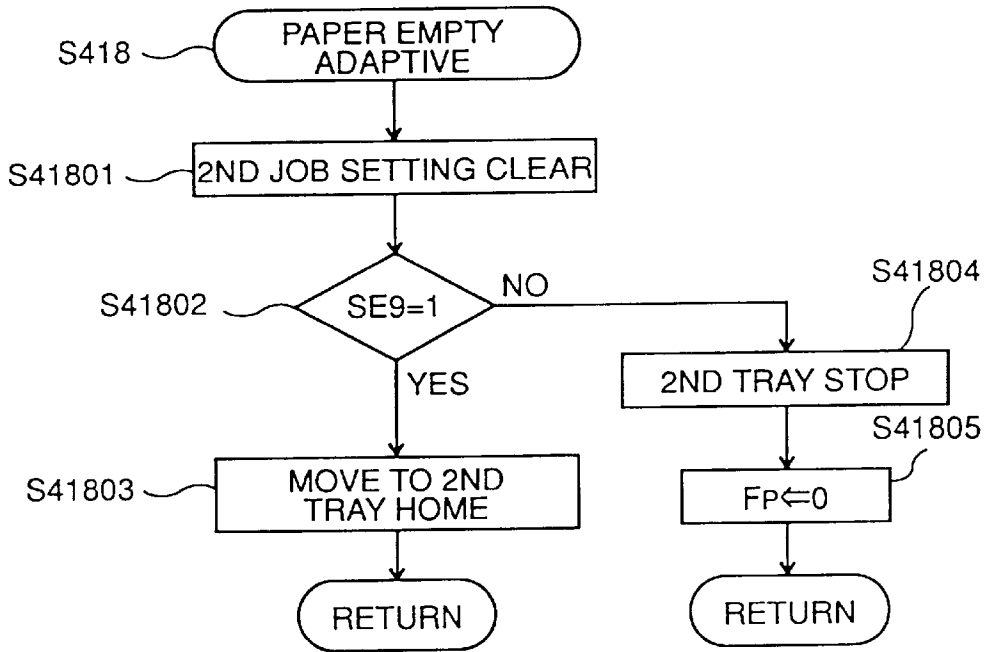 S418
PAPER EMPTY
ADAPTIVE
S41801
2ND JOB SETTING CLEAR
S41802
SE9=1
NO
YES
S41804
2ND TRAY STOP
S41805
FP⇐0
S41803
MOVE TO 2ND
TRAY HOME
RETURN
RETURN